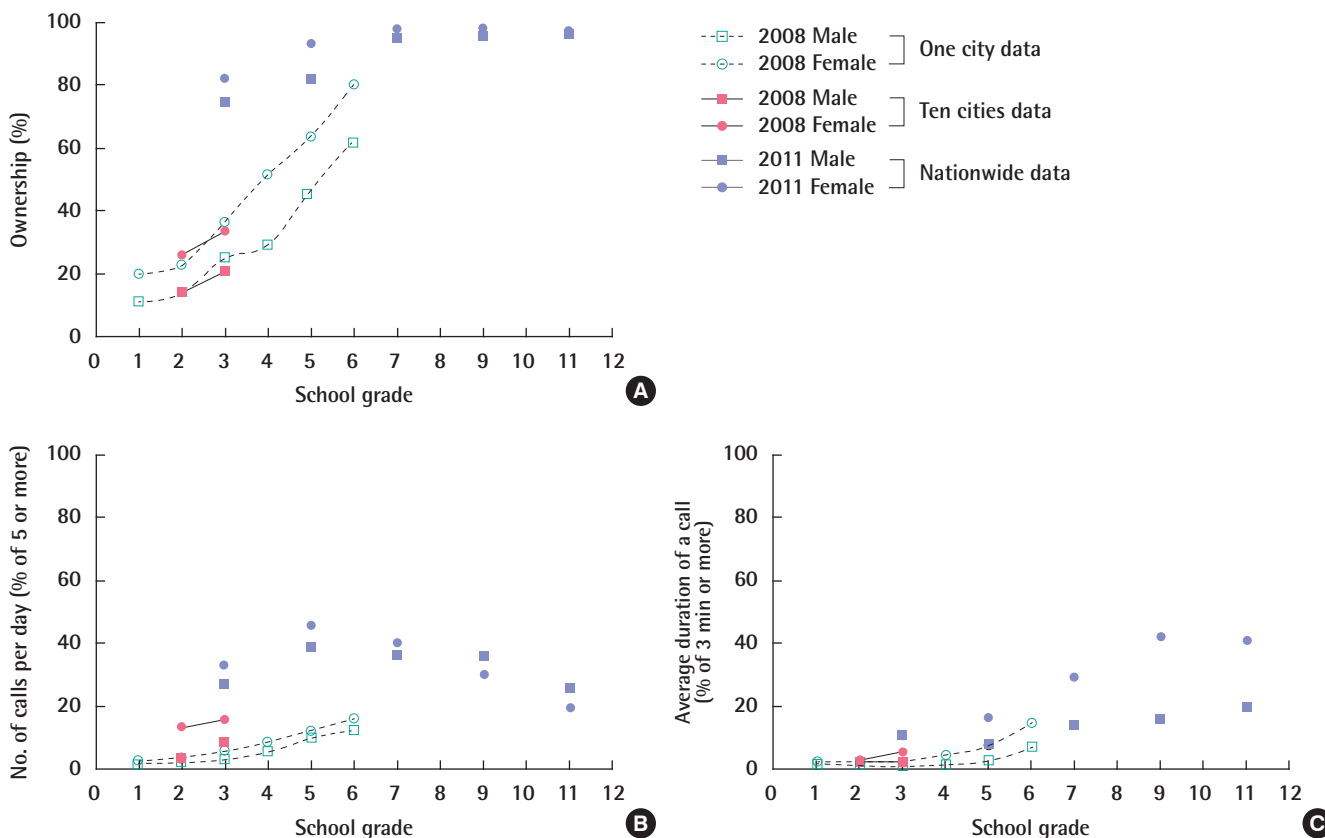 100
80
60
40
20
0
Ownership (%)
0 1 2 3 4 5 6 7 8 9 10 11 12
School grade
A
2008 Male
2008 Female
One city data
2008 Male
2008 Female
Ten cities data
2011 Male
2011 Female
Nationwide data
100
80
60
40
20
0
No. of calls per day (% of 5 or more)
0 1 2 3 4 5 6 7 8 9 10 11 12
School grade
B
100
80
60
40
20
0
Average duration of a call
(% of 3 min or more)
0 1 2 3 4 5 6 7 8 9 10 11 12
School grade
C